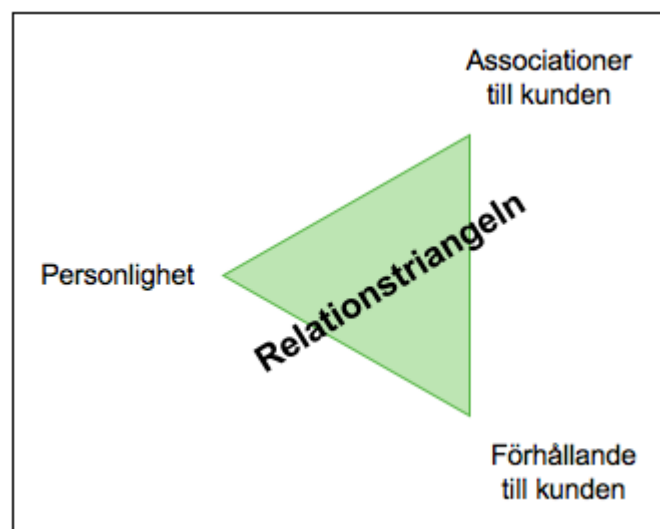 Associationer
till kunden
Personlighet
Relationstriangeln
Förhållande
till kunden